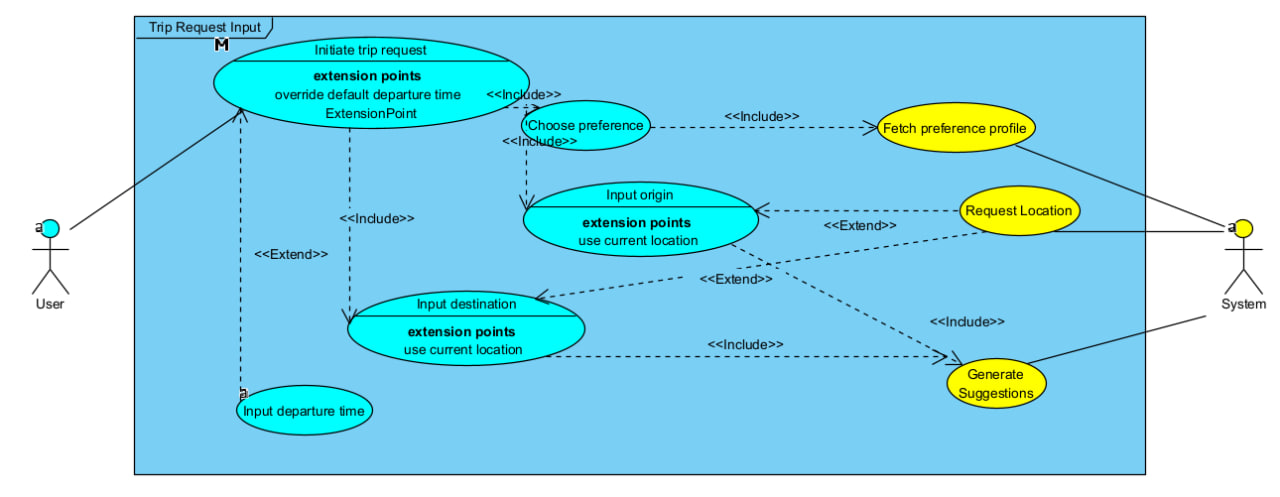 Trip Request Input
M
Initiate trip request
extension points
override default departure time
ExtensionPoint
<<Include>>
Choose preference
<<Include>>
<<Include>>
Fetch preference profile
Input origin
extension points
use current location
Request Location
<<Include>>
<<Extend>>
a
User
a
System
<<Extend>>
<<Extend>>
Input destination
extension points
use current location
<<Include>>
<<Include>>
Generate
Suggestions
a
Input departure time